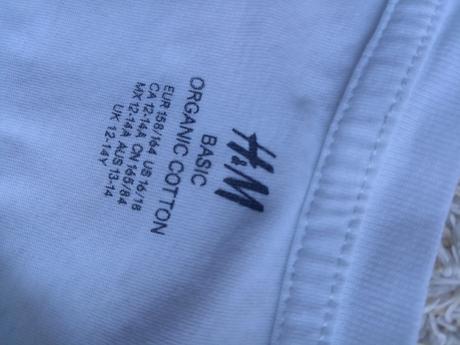 H&M
BASIC
ORGANIC COTTON
EUR 158/164 US 16/18
CA 12-14A CN 165/84
MX 12-14A AUS 13-14
UK 12-14Y